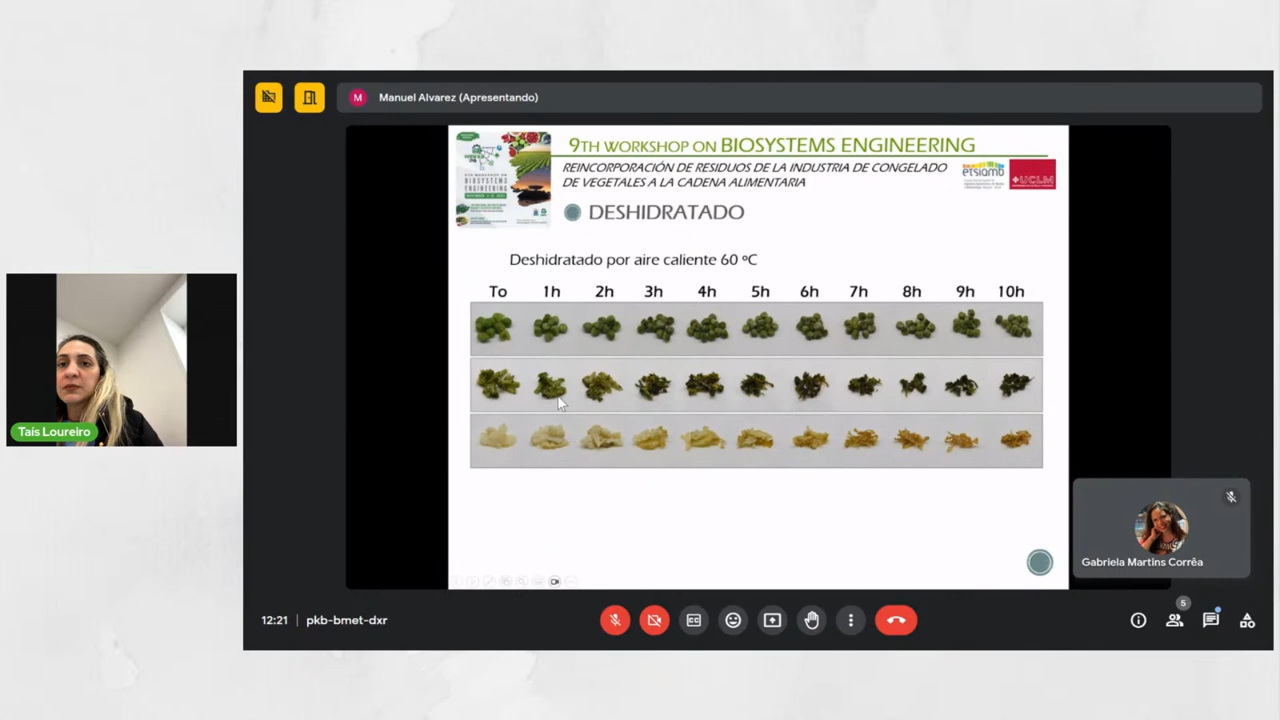 Manuel Alvarez (Apresentando)
M
9TH WORKSHOP ON BIOSYSTEMS ENGINEERING
REINCORPORACIÓN DE RESIDUOS DE LA INDUSTRIA DE CONGELADO
DE VEGETALES A LA CADENA ALIMENTARIA
etsiamb
UCLM
BIOSYSTEMS
ENGINEERING
DESHIDRATADO
Deshidratado por aire caliente 60 ºC
To 1h 2h 3h 4h 5h 6h 7h 8h 9h 10h
Taís Loureiro
Gabriela Martins Corrêa
12:21 | pkb-bmet-dxr
5